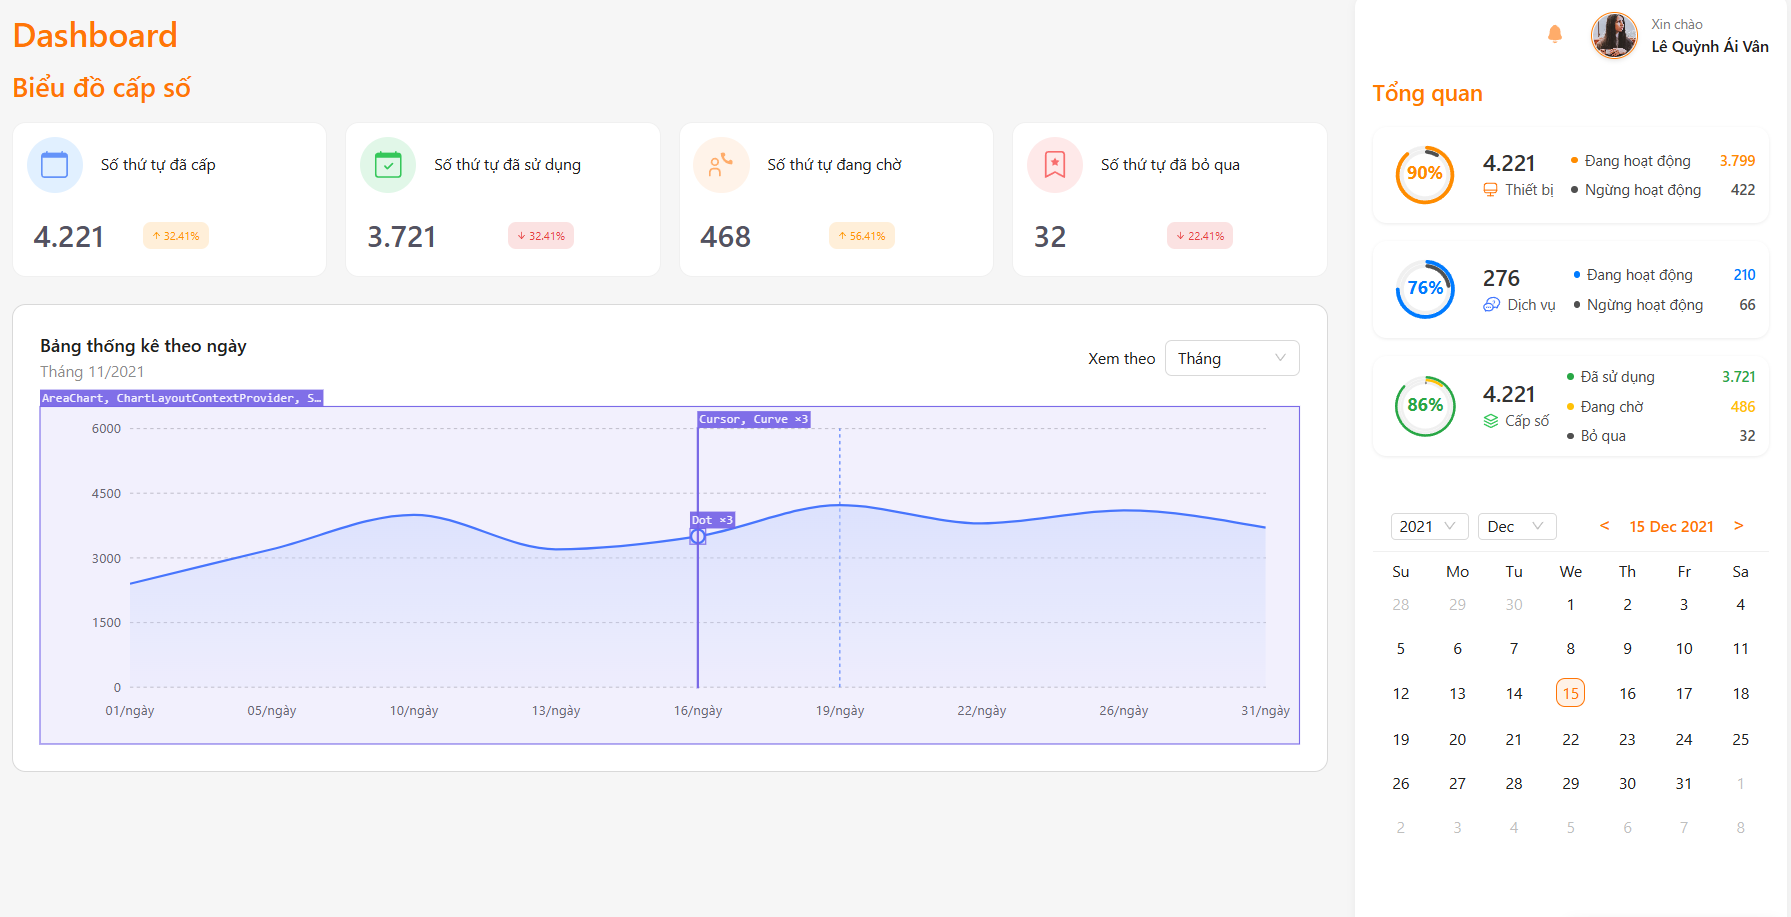 Dashboard
Biểu đồ cấp số
Số thứ tự đã cấp
4.221
↑ 32.41%
Số thứ tự đã sử dụng
3.721
↓ 32.41%
Số thứ tự đang chờ
468
↑ 56.41%
Số thứ tự đã bỏ qua
32
↓ 22.41%
Bảng thống kê theo ngày
Tháng 11/2021
Xem theo
Tháng
AreaChart, ChartLayoutContextProvider, S…
Cursor, Curve ×3
Dot ×3
6000
4500
3000
1500
0
01/ngày 05/ngày 10/ngày 13/ngày 16/ngày 19/ngày 22/ngày 26/ngày 31/ngày
Xin chào
Lê Quỳnh Ái Vân
Tổng quan
90%
4.221
Thiết bị
Đang hoạt động 3.799
Ngừng hoạt động 422
76%
276
Dịch vụ
Đang hoạt động 210
Ngừng hoạt động 66
86%
4.221
Cấp số
Đã sử dụng 3.721
Đang chờ 486
Bỏ qua 32
2021 Dec < 15 Dec 2021 >
Su Mo Tu We Th Fr Sa
28 29 30 1 2 3 4
5 6 7 8 9 10 11
12 13 14 15 16 17 18
19 20 21 22 23 24 25
26 27 28 29 30 31 1
2 3 4 5 6 7 8